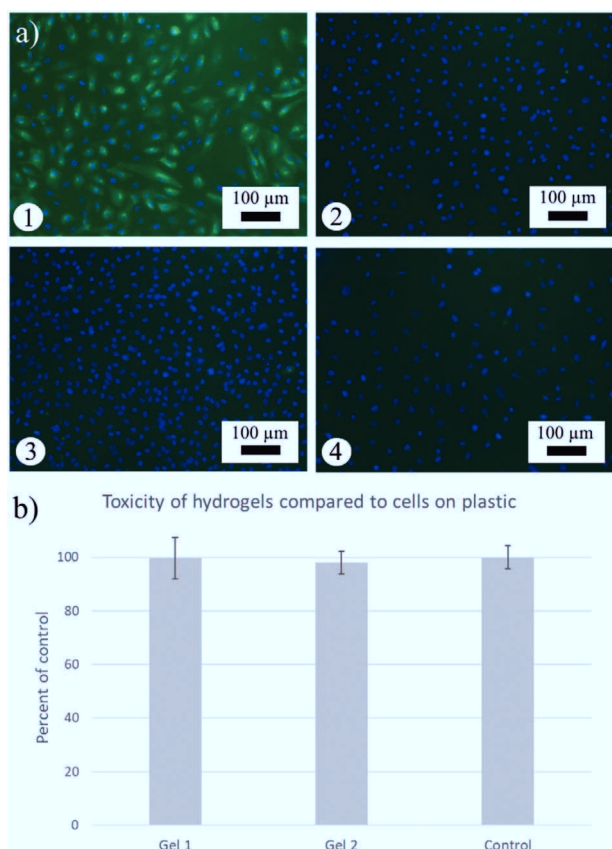 a)
100 µm
1
100 µm
2
100 µm
3
100 µm
4
b)
Toxicity of hydrogels compared to cells on plastic
Percent of control
100
80
60
40
20
0
Gel 1 Gel 2 Control